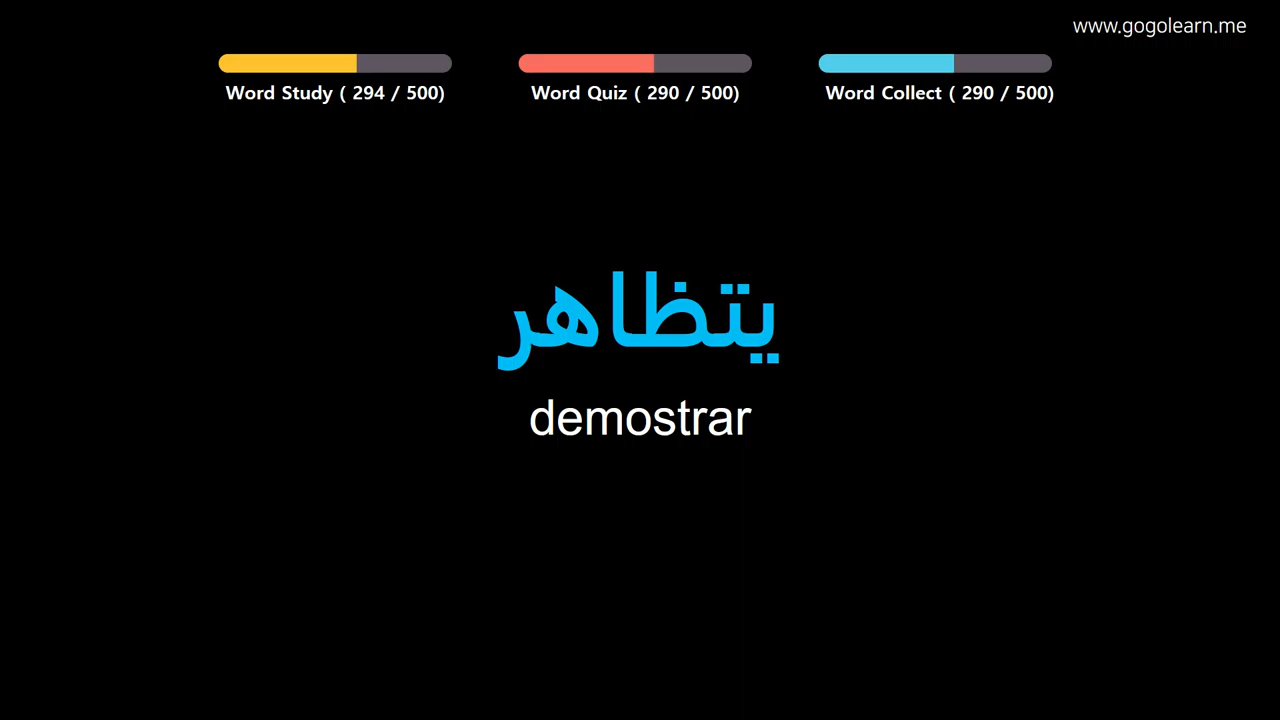 www.gogolearn.me
Word Study ( 294 / 500)
Word Quiz ( 290 / 500)
Word Collect ( 290 / 500)
يتظاهر
demostrar